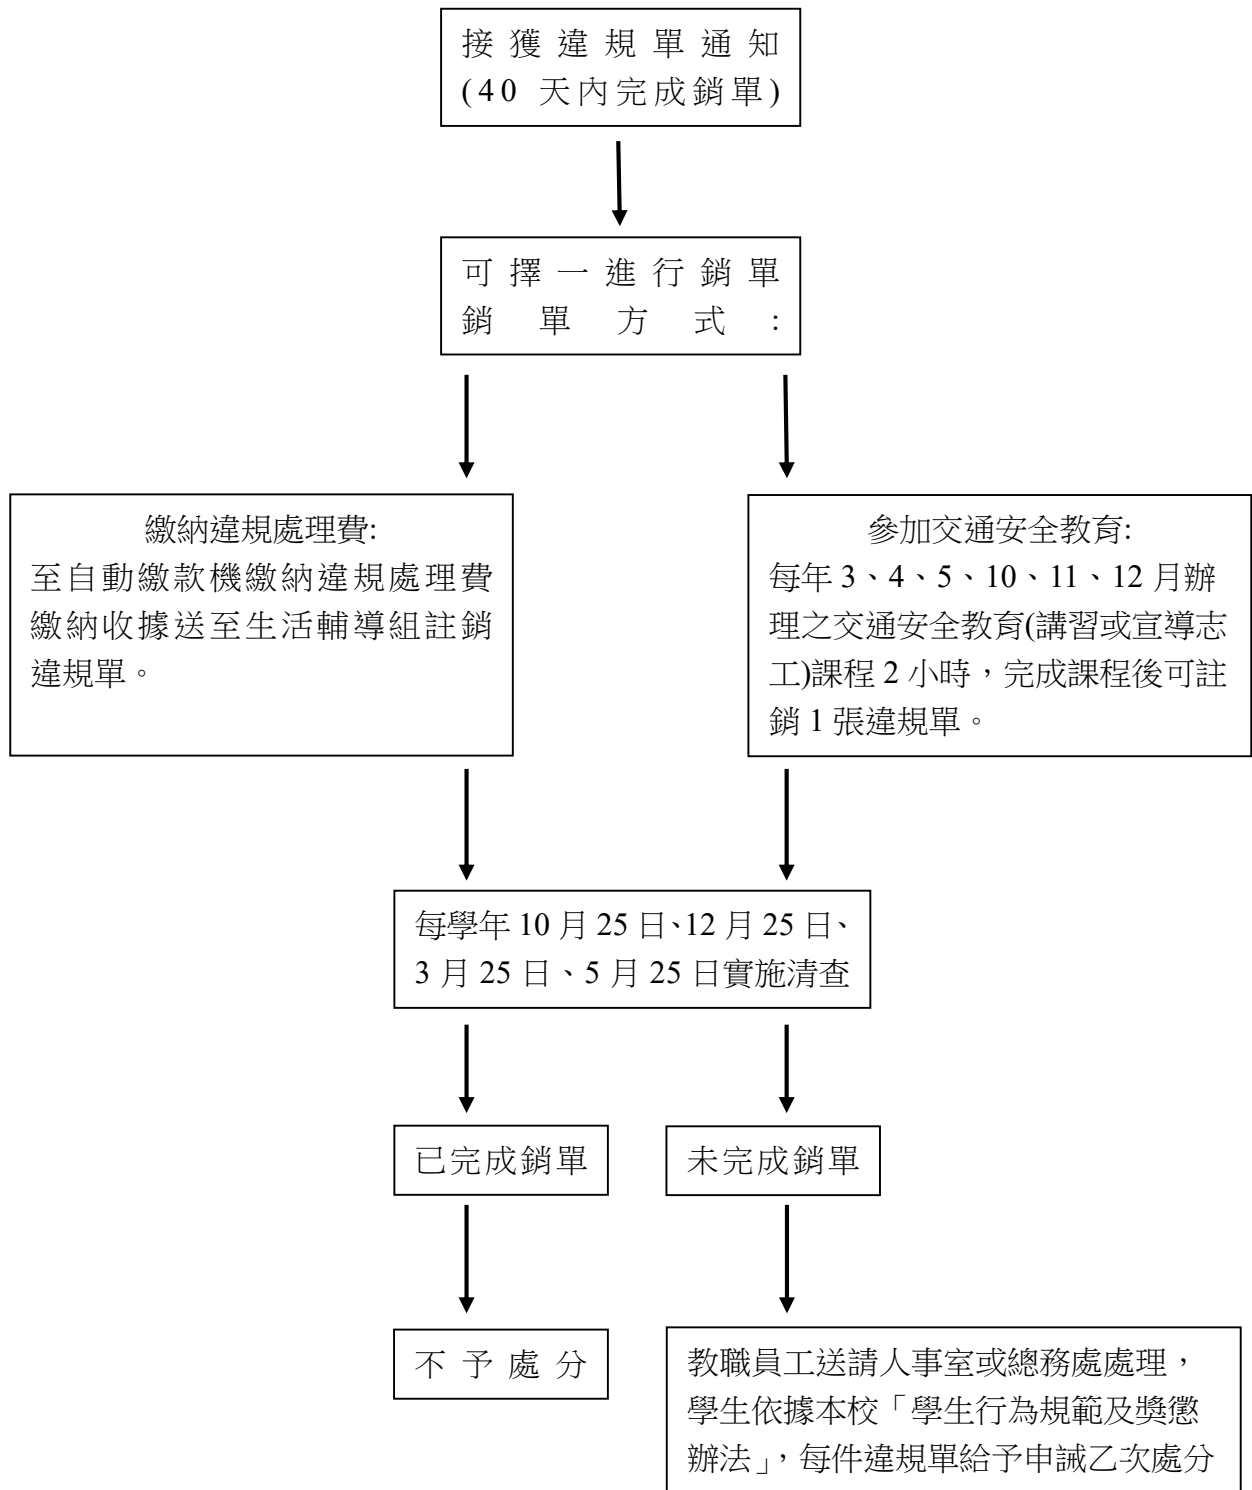 接獲違規單通知
(40 天內完成銷單)
可擇一進行銷單
銷單方式:
繳納違規處理費:
至自動繳款機繳納違規處理費
繳納收據送至生活輔導組註銷
違規單。
參加交通安全教育:
每年 3、4、5、10、11、12 月辦
理之交通安全教育(講習或宣導志
工)課程 2 小時，完成課程後可註
銷 1 張違規單。
每學年 10 月 25 日、12 月 25 日、
3 月 25 日、5 月 25 日實施清查
已完成銷單
未完成銷單
不予處分
教職員工送請人事室或總務處處理，
學生依據本校「學生行為規範及獎懲
辦法」，每件違規單給予申誡乙次處分